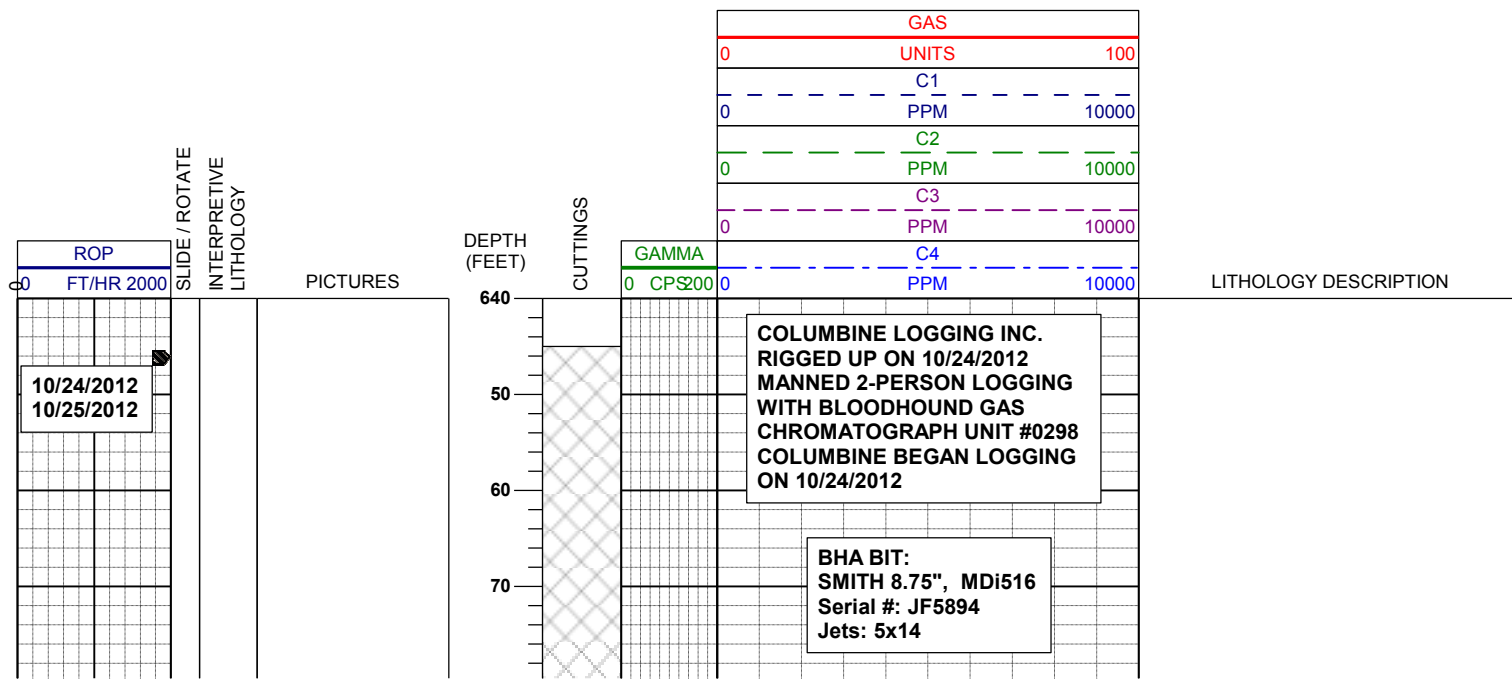 GAS
0 UNITS 100
C1
0 PPM 10000
C2
0 PPM 10000
C3
0 PPM 10000
C4
0 PPM 10000
ROP
0 0 FT/HR 2000
SLIDE / ROTATE
INTERPRETIVE
LITHOLOGY
PICTURES
DEPTH
(FEET)
CUTTINGS
GAMMA
0 CPS 200
LITHOLOGY DESCRIPTION
640
50
60
70
10/24/2012
10/25/2012
COLUMBINE LOGGING INC.
RIGGED UP ON 10/24/2012
MANNED 2-PERSON LOGGING
WITH BLOODHOUND GAS
CHROMATOGRAPH UNIT #0298
COLUMBINE BEGAN LOGGING
ON 10/24/2012
BHA BIT:
SMITH 8.75", MDi516
Serial #: JF5894
Jets: 5x14